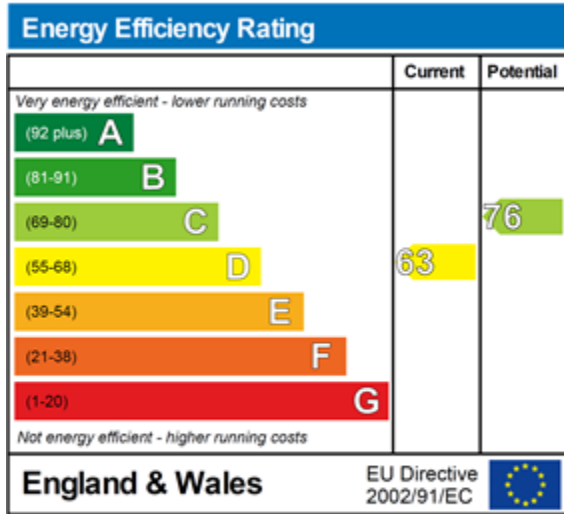 Energy Efficiency Rating
Current Potential
Very energy efficient - lower running costs
(92 plus) A
(81-91) B
(69-80) C
76
(55-68) D
63
(39-54) E
(21-38) F
(1-20) G
Not energy efficient - higher running costs
England & Wales
EU Directive
2002/91/EC